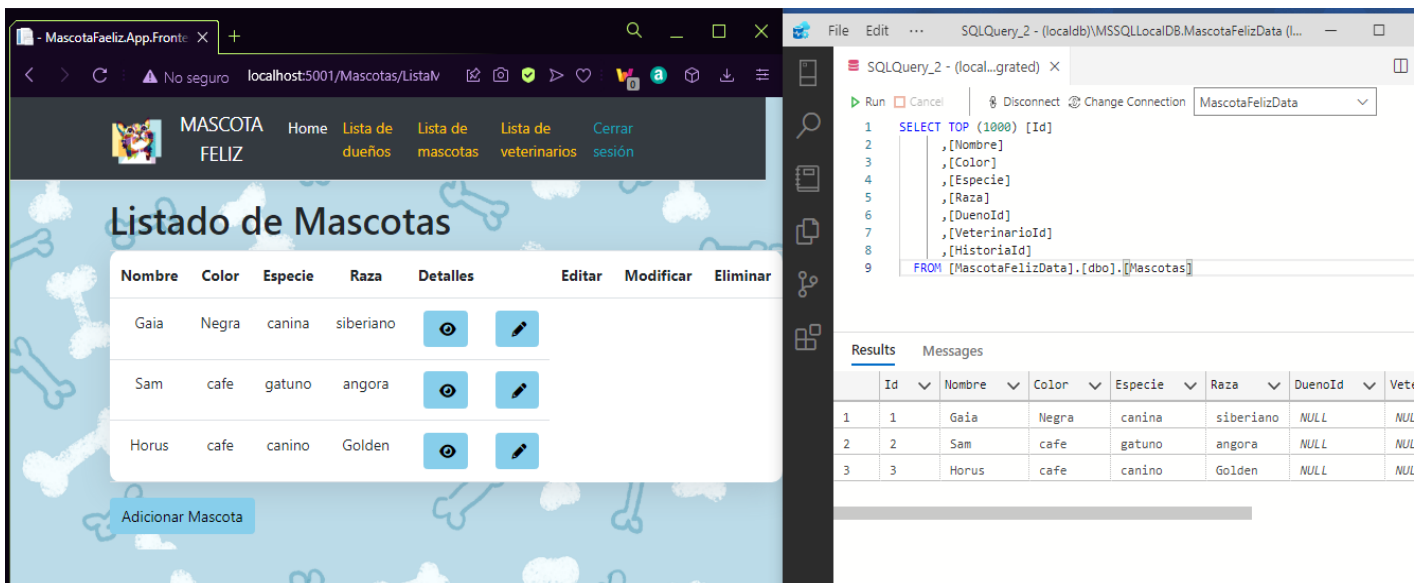 - MascotaFaeliz.App.Fronte
No seguro localhost:5001/Mascotas/ListaM
0
a
MASCOTA
FELIZ
Home
Lista de
dueños
Lista de
mascotas
Lista de
veterinarios
Cerrar
sesión
Listado de Mascotas
Nombre Color Especie Raza Detalles Editar Modificar Eliminar
Gaia Negra canina siberiano
Sam cafe gatuno angora
Horus cafe canino Golden
Adicionar Mascota
File Edit ... SQLQuery_2 - (localdb)\MSSQLLocalDB.MascotaFelizData (l...
SQLQuery_2 - (local...grated)
Run Cancel Disconnect Change Connection MascotaFelizData
1 SELECT TOP (1000) [Id]
2 ,[Nombre]
3 ,[Color]
4 ,[Especie]
5 ,[Raza]
6 ,[DuenoId]
7 ,[VeterinarioId]
8 ,[HistoriaId]
9 FROM [MascotaFelizData].[dbo].[Mascotas]
Results Messages
Id Nombre Color Especie Raza DuenoId Vete
1 1 Gaia Negra canina siberiano NULL NUL
2 2 Sam cafe gatuno angora NULL NUL
3 3 Horus cafe canino Golden NULL NUL